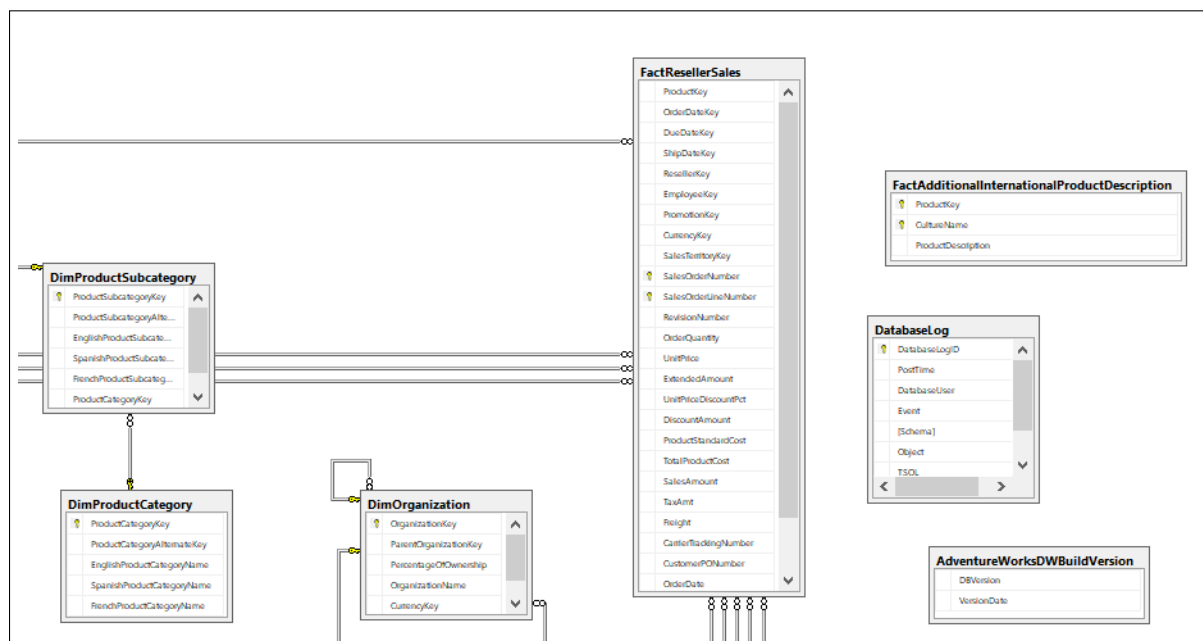 FactResellerSales
ProductKey
OrderDateKey
DueDateKey
ShipDateKey
ResellerKey
EmployeeKey
PromotionKey
CurrencyKey
SalesTerritoryKey
SalesOrderNumber
SalesOrderLineNumber
RevisionNumber
OrderQuantity
UnitPrice
ExtendedAmount
UnitPriceDiscountPct
DiscountAmount
ProductStandardCost
TotalProductCost
SalesAmount
TaxAmt
Freight
CarrierTrackingNumber
CustomerPONumber
OrderDate
FactAdditionalInternationalProductDescription
ProductKey
CultureName
ProductDescription
DimProductSubcategory
ProductSubcategoryKey
ProductSubcategoryAlte...
EnglishProductSubcate...
SpanishProductSubcate...
FrenchProductSubcateg...
ProductCategoryKey
DatabaseLog
DatabaseLogID
PostTime
DatabaseUser
Event
[Schema]
Object
TSQL
DimProductCategory
ProductCategoryKey
ProductCategoryAlternateKey
EnglishProductCategoryName
SpanishProductCategoryName
FrenchProductCategoryName
DimOrganization
OrganizationKey
ParentOrganizationKey
PercentageOfOwnership
OrganizationName
CurrencyKey
AdventureWorksDWBuildVersion
DBVersion
VersionDate